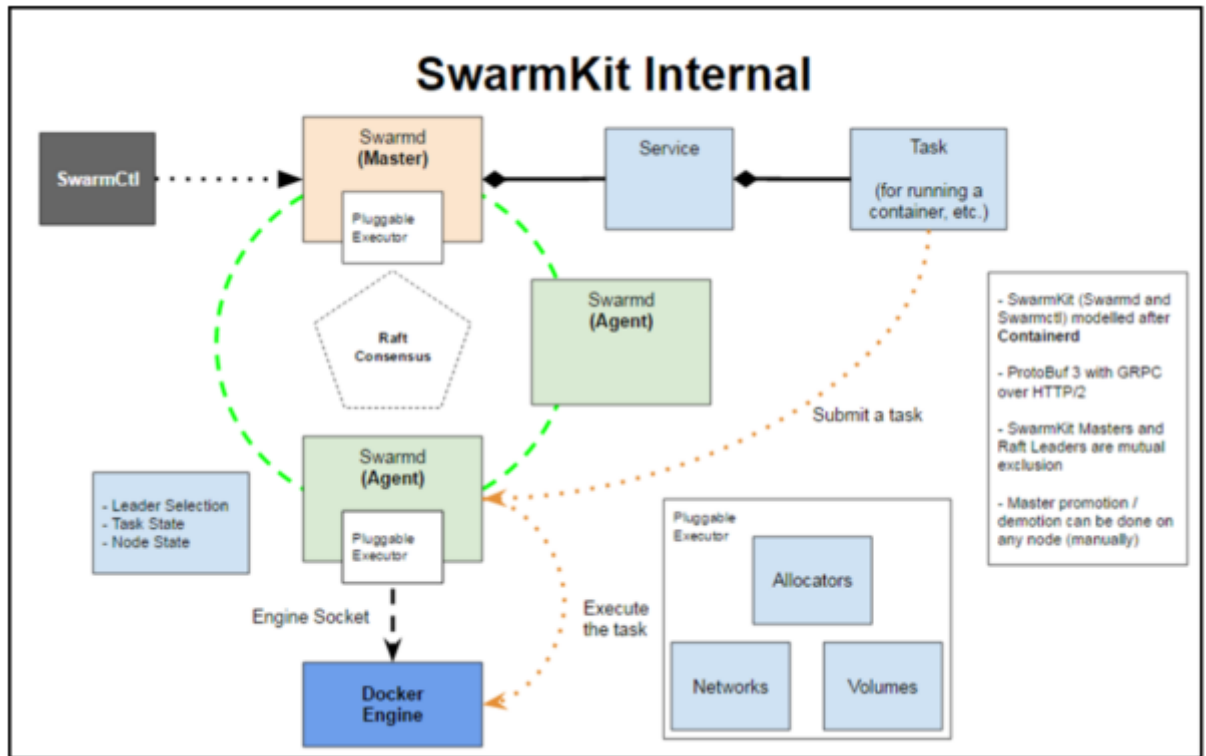 SwarmKit Internal
SwarmCtl
Swarmd
(Master)
Pluggable
Executor
Service
Task
(for running a
container, etc.)
Swarmd
(Agent)
Raft
Consensus
- SwarmKit (Swarmd and
Swarmctl) modelled after
Containerd
- ProtoBuf 3 with GRPC
over HTTP/2
- SwarmKit Masters and
Raft Leaders are mutual
exclusion
- Master promotion /
demotion can be done on
any node (manually)
Submit a task
Swarmd
(Agent)
Pluggable
Executor
- Leader Selection
- Task State
- Node State
Engine Socket
Execute
the task
Docker
Engine
Pluggable
Executor
Allocators
Networks
Volumes